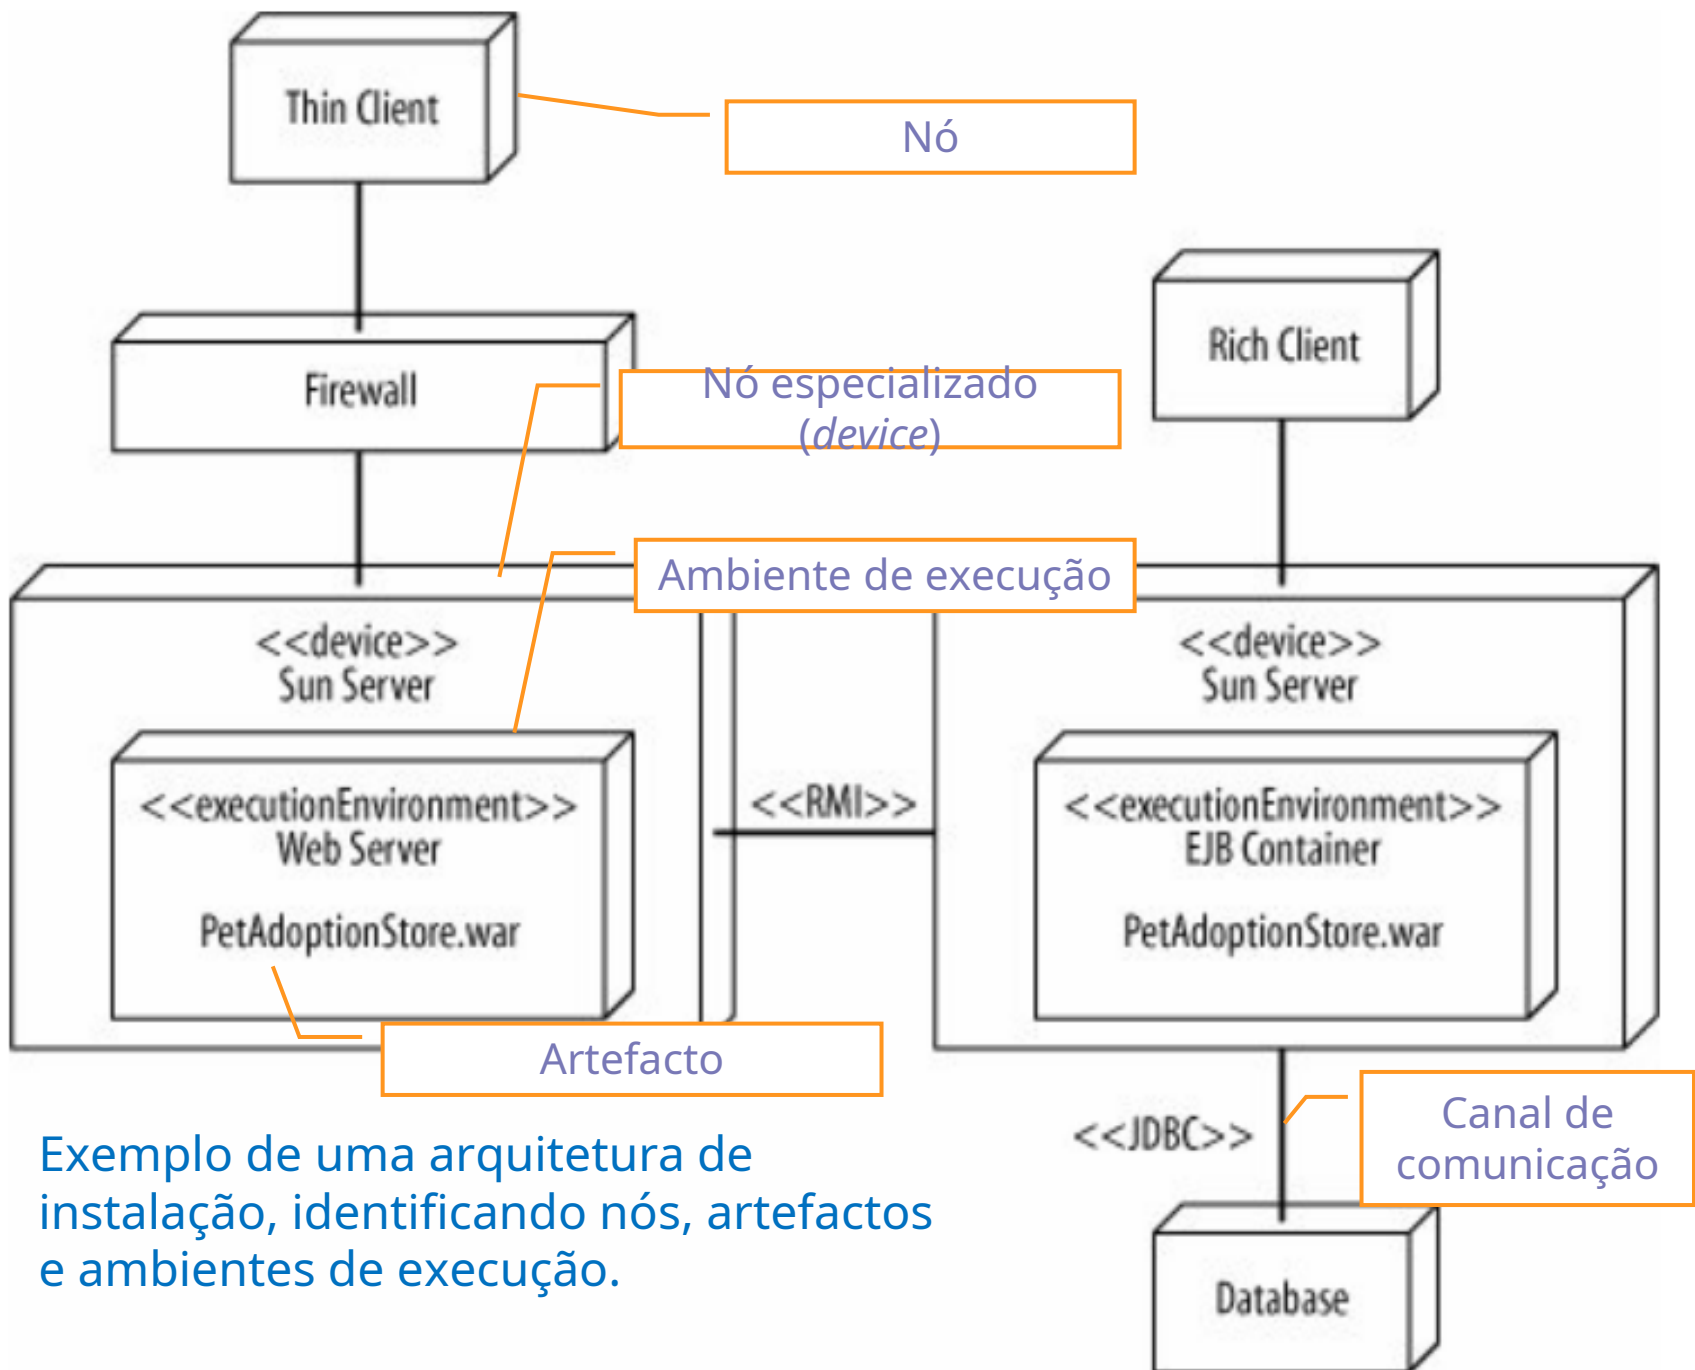 Thin Client
Nó
Rich Client
Firewall
Nó especializado
(device)
Ambiente de execução
<<device>>
Sun Server
<<device>>
Sun Server
<<executionEnvironment>>
Web Server
PetAdoptionStore.war
<<RMI>>
<<executionEnvironment>>
EJB Container
PetAdoptionStore.war
Artefacto
<<JDBC>>
Canal de
comunicação
Exemplo de uma arquitetura de
instalação, identificando nós, artefactos
e ambientes de execução.
Database